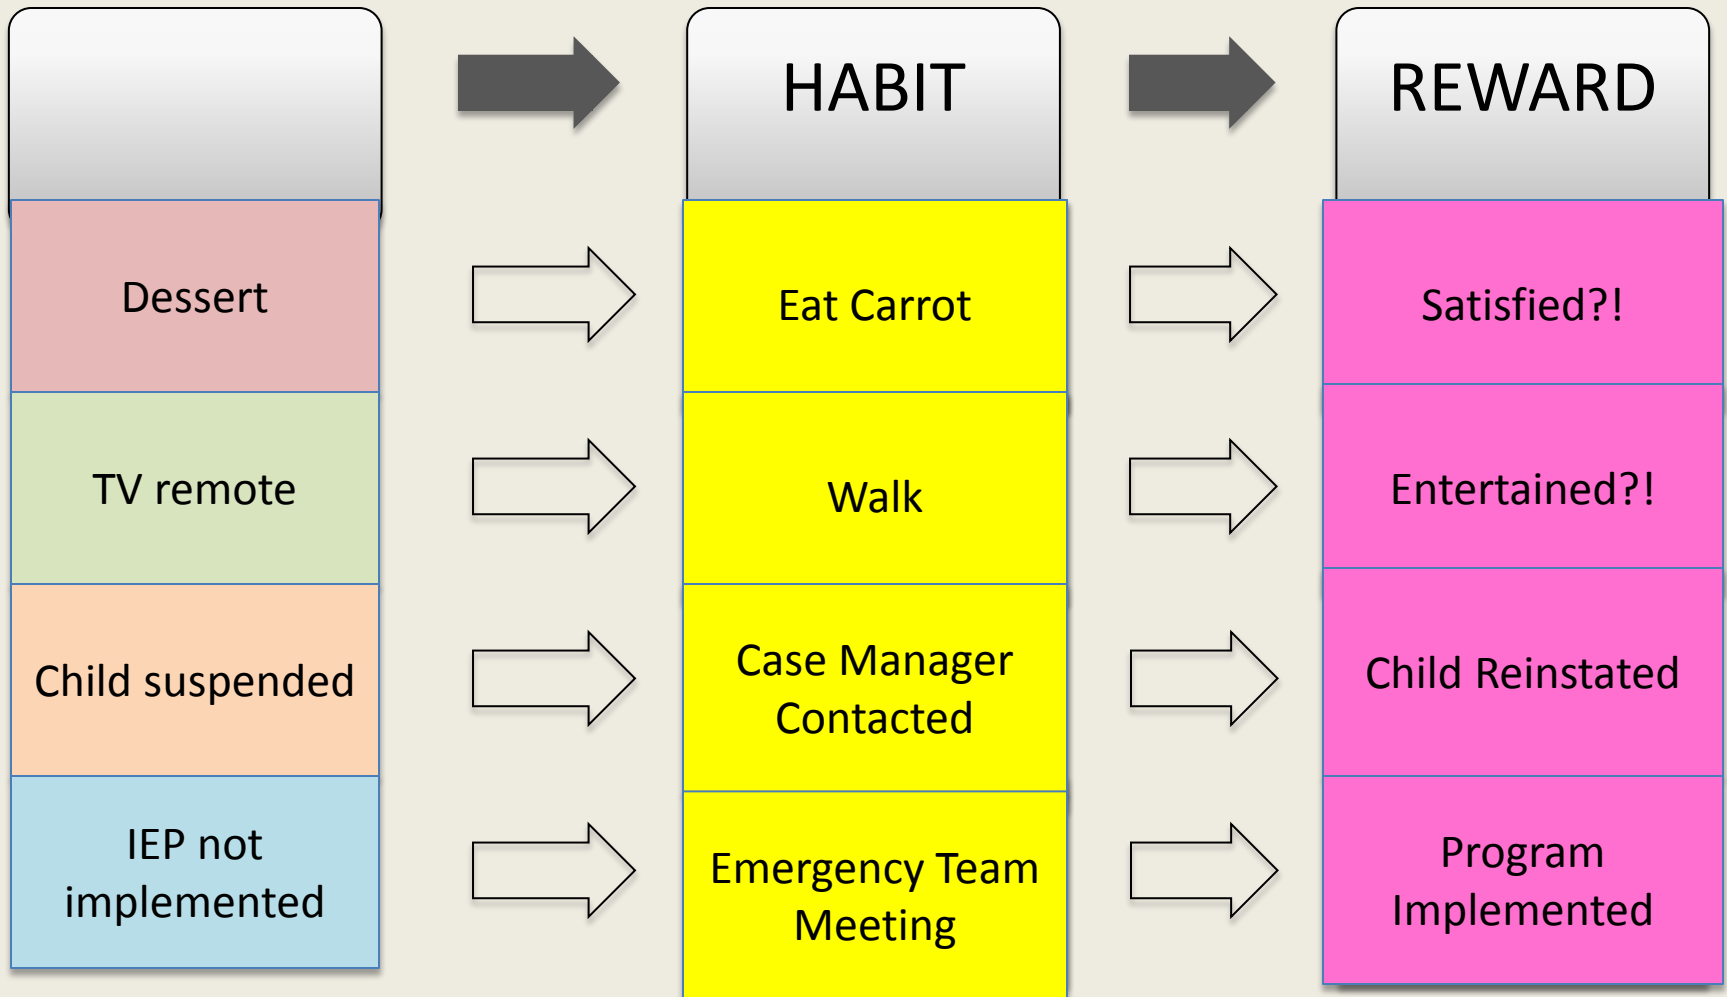 HABIT
REWARD
Dessert
Eat Carrot
Satisfied?!
TV remote
Walk
Entertained?!
Child suspended
Case Manager
Contacted
Child Reinstated
IEP not
implemented
Emergency Team
Meeting
Program
Implemented